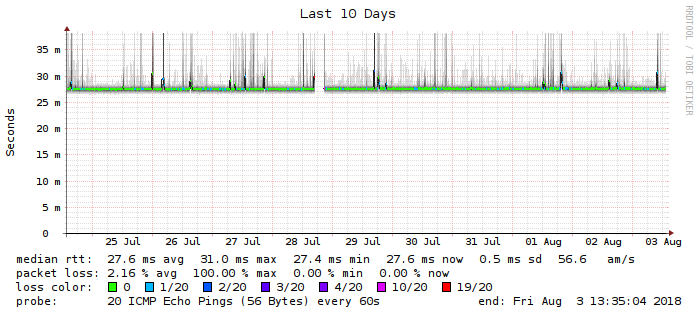 Last 10 Days
RRDTOOL / TOBI OETIKER
Seconds
35 m
30 m
25 m
20 m
15 m
10 m
5 m
0
25 Jul 26 Jul 27 Jul 28 Jul 29 Jul 30 Jul 31 Jul 01 Aug 02 Aug 03 Aug
median rtt: 27.6 ms avg 31.0 ms max 27.4 ms min 27.6 ms now 0.5 ms sd 56.6 am/s
packet loss: 2.16 % avg 100.00 % max 0.00 % min 0.00 % now
loss color: 0 1/20 2/20 3/20 4/20 10/20 19/20
probe: 20 ICMP Echo Pings (56 Bytes) every 60s end: Fri Aug 3 13:35:04 2018